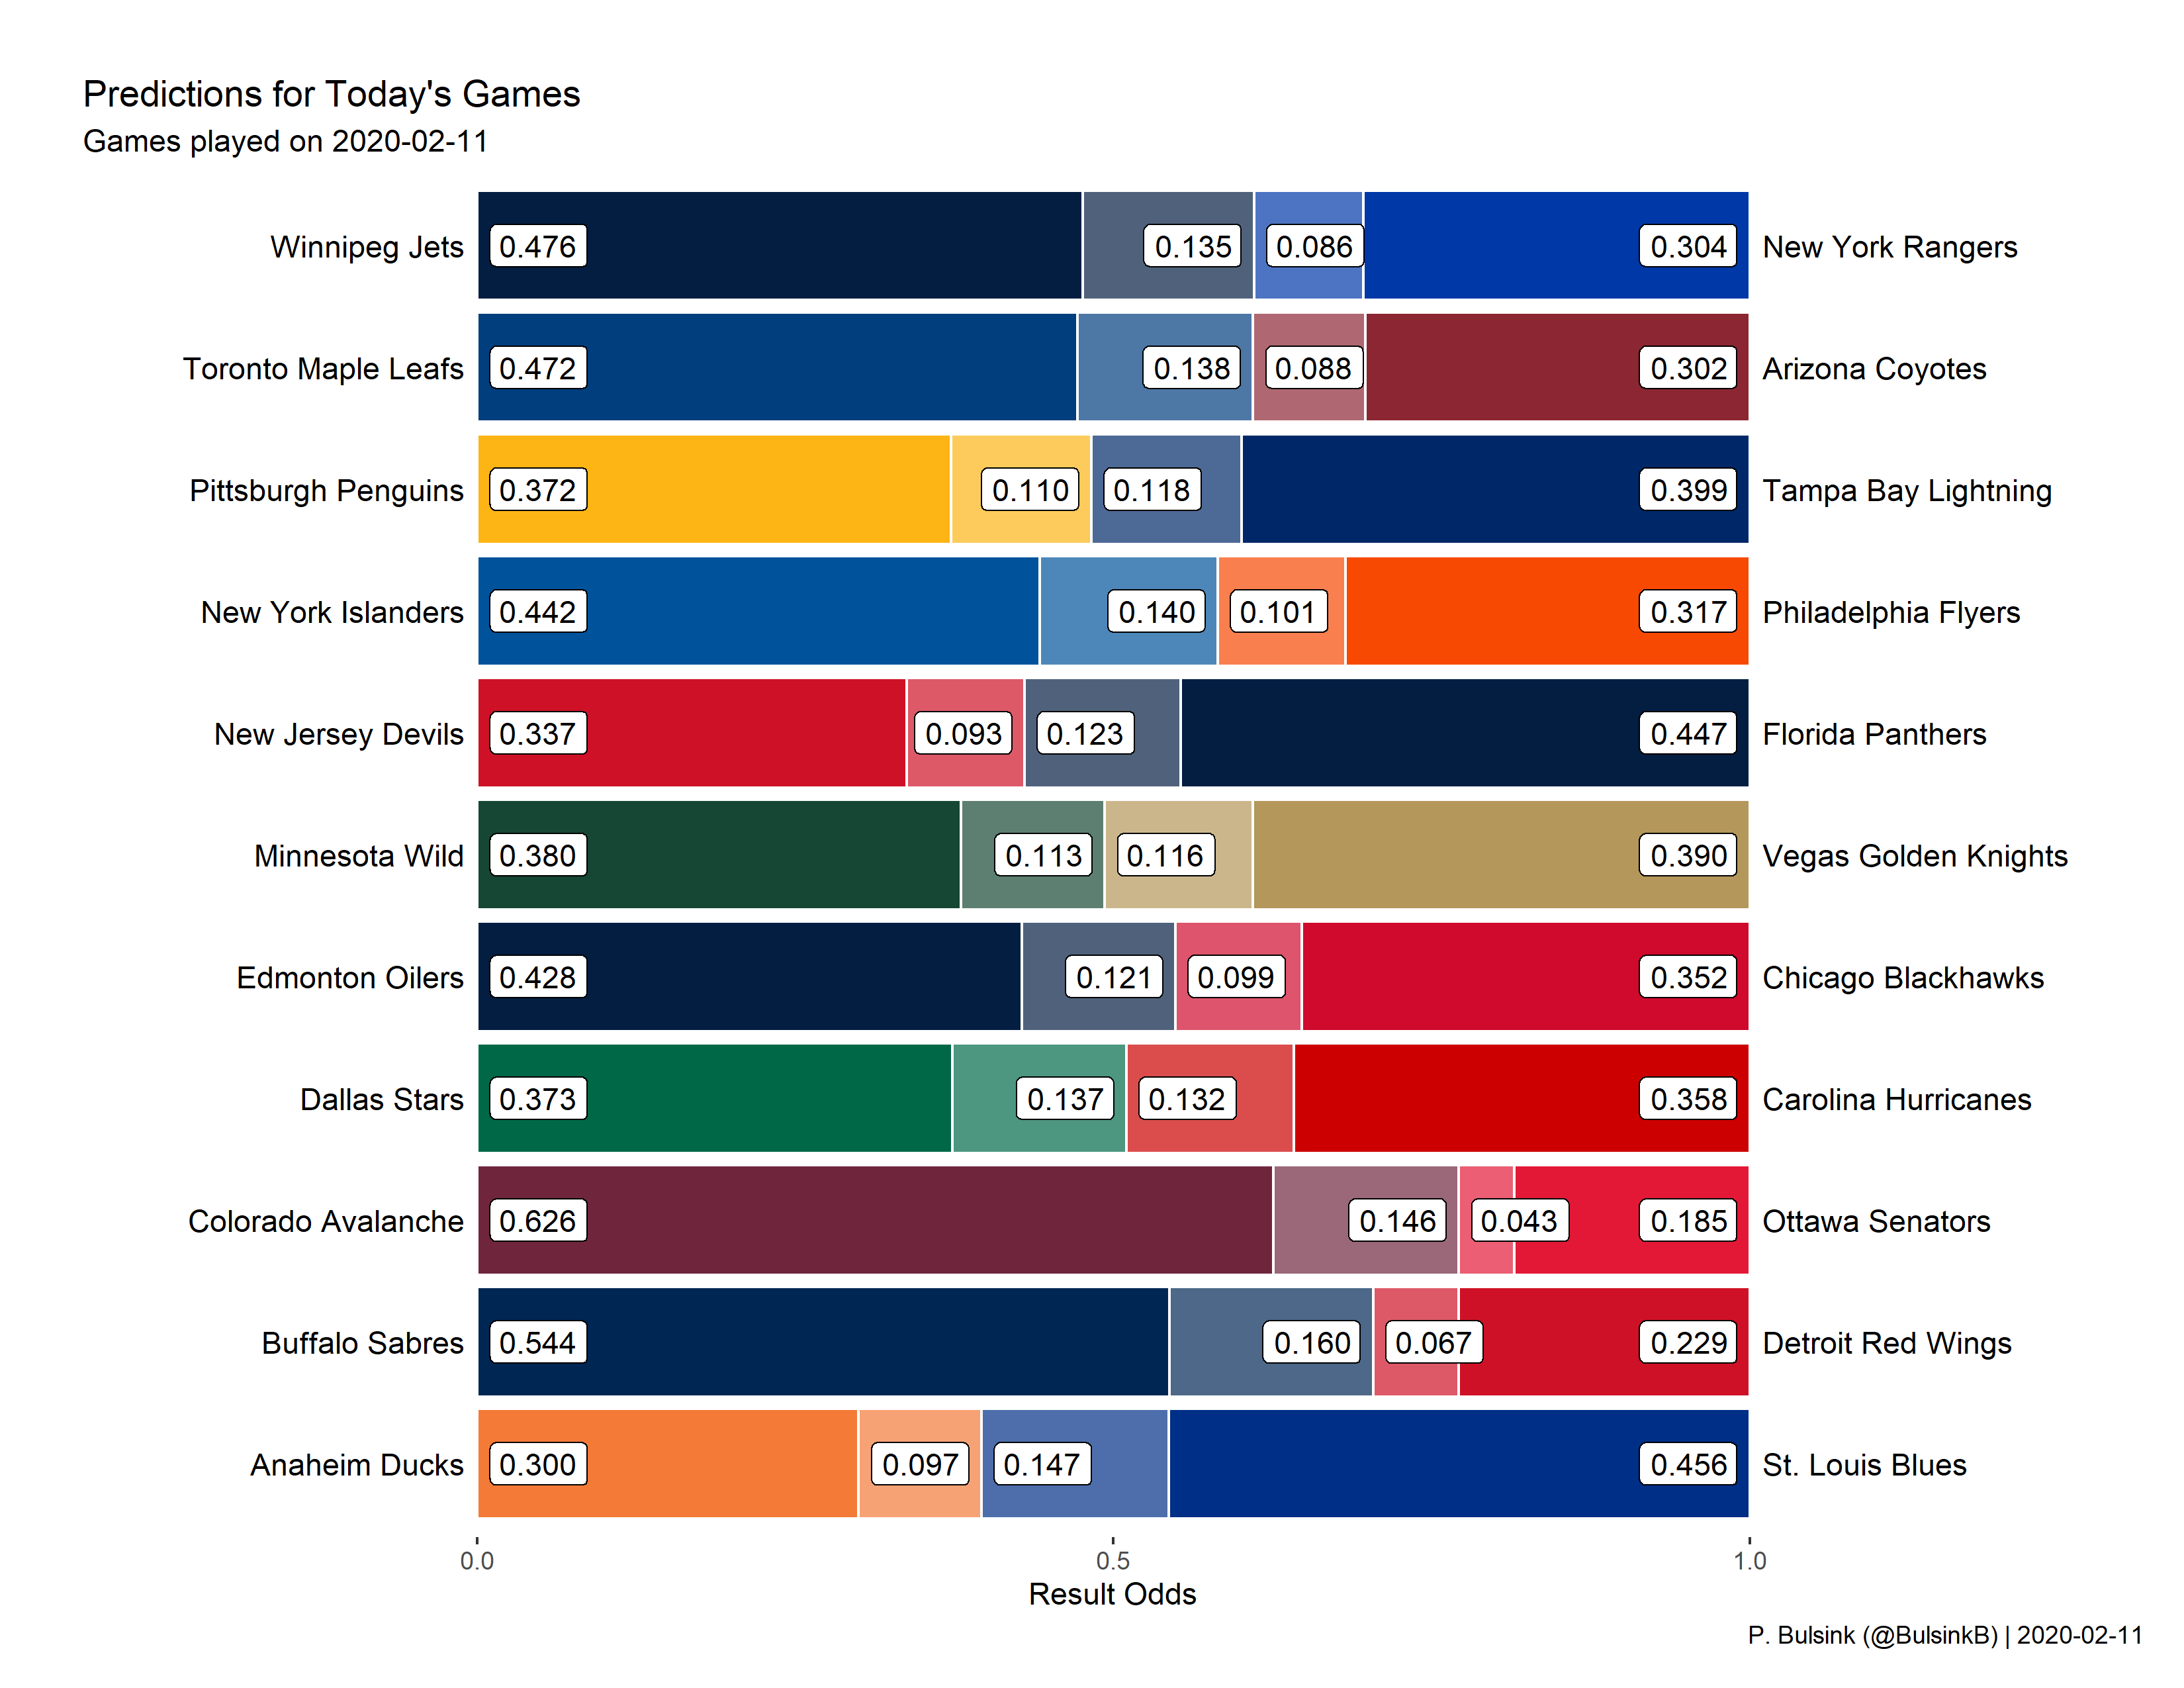 Predictions for Today's Games
Games played on 2020-02-11
Winnipeg Jets 0.476 0.135 0.086 0.304 New York Rangers
Toronto Maple Leafs 0.472 0.138 0.088 0.302 Arizona Coyotes
Pittsburgh Penguins 0.372 0.110 0.118 0.399 Tampa Bay Lightning
New York Islanders 0.442 0.140 0.101 0.317 Philadelphia Flyers
New Jersey Devils 0.337 0.093 0.123 0.447 Florida Panthers
Minnesota Wild 0.380 0.113 0.116 0.390 Vegas Golden Knights
Edmonton Oilers 0.428 0.121 0.099 0.352 Chicago Blackhawks
Dallas Stars 0.373 0.137 0.132 0.358 Carolina Hurricanes
Colorado Avalanche 0.626 0.146 0.043 0.185 Ottawa Senators
Buffalo Sabres 0.544 0.160 0.067 0.229 Detroit Red Wings
Anaheim Ducks 0.300 0.097 0.147 0.456 St. Louis Blues
0.0 0.5 1.0
Result Odds
P. Bulsink (@BulsinkB) | 2020-02-11